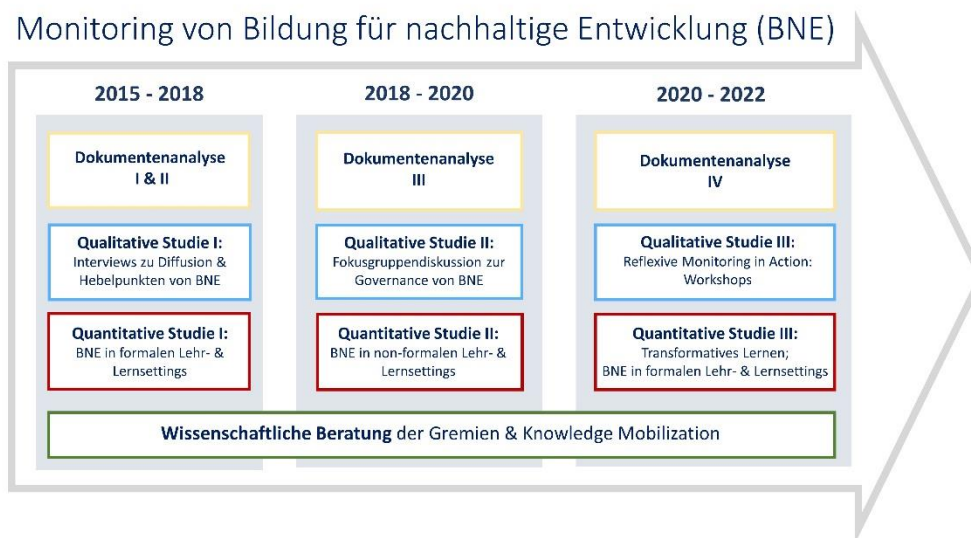 Monitoring von Bildung für nachhaltige Entwicklung (BNE)
2015 - 2018
Dokumentenanalyse
I & II
Qualitative Studie I:
Interviews zu Diffusion &
Hebelpunkten von BNE
Quantitative Studie I:
BNE in formalen Lehr- &
Lernsettings
2018 - 2020
Dokumentenanalyse
III
Qualitative Studie II:
Fokusgruppendiskussion zur
Governance von BNE
Quantitative Studie II:
BNE in non-formalen Lehr- &
Lernsettings
2020 - 2022
Dokumentenanalyse
IV
Qualitative Studie III:
Reflexive Monitoring in Action:
Workshops
Quantitative Studie III:
Transformatives Lernen;
BNE in formalen Lehr- & Lernsettings
Wissenschaftliche Beratung der Gremien & Knowledge Mobilization